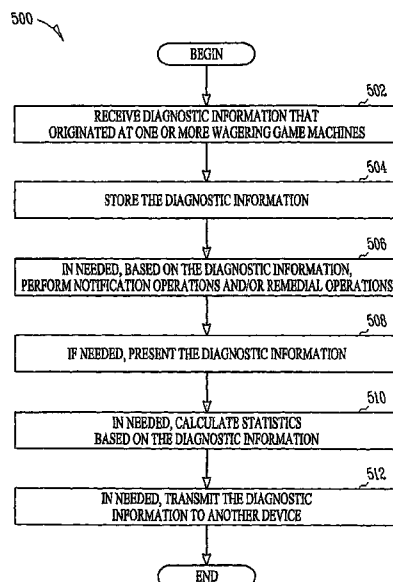 500
BEGIN
502
RECEIVE DIAGNOSTIC INFORMATION THAT
ORIGINATED AT ONE OR MORE WAGERING GAME MACHINES
504
STORE THE DIAGNOSTIC INFORMATION
506
IN NEEDED, BASED ON THE DIAGNOSTIC INFORMATION,
PERFORM NOTIFICATION OPERATIONS AND/OR REMEDIAL OPERATIONS
508
IF NEEDED, PRESENT THE DIAGNOSTIC INFORMATION
510
IN NEEDED, CALCULATE STATISTICS
BASED ON THE DIAGNOSTIC INFORMATION
512
IN NEEDED, TRANSMIT THE DIAGNOSTIC
INFORMATION TO ANOTHER DEVICE
END